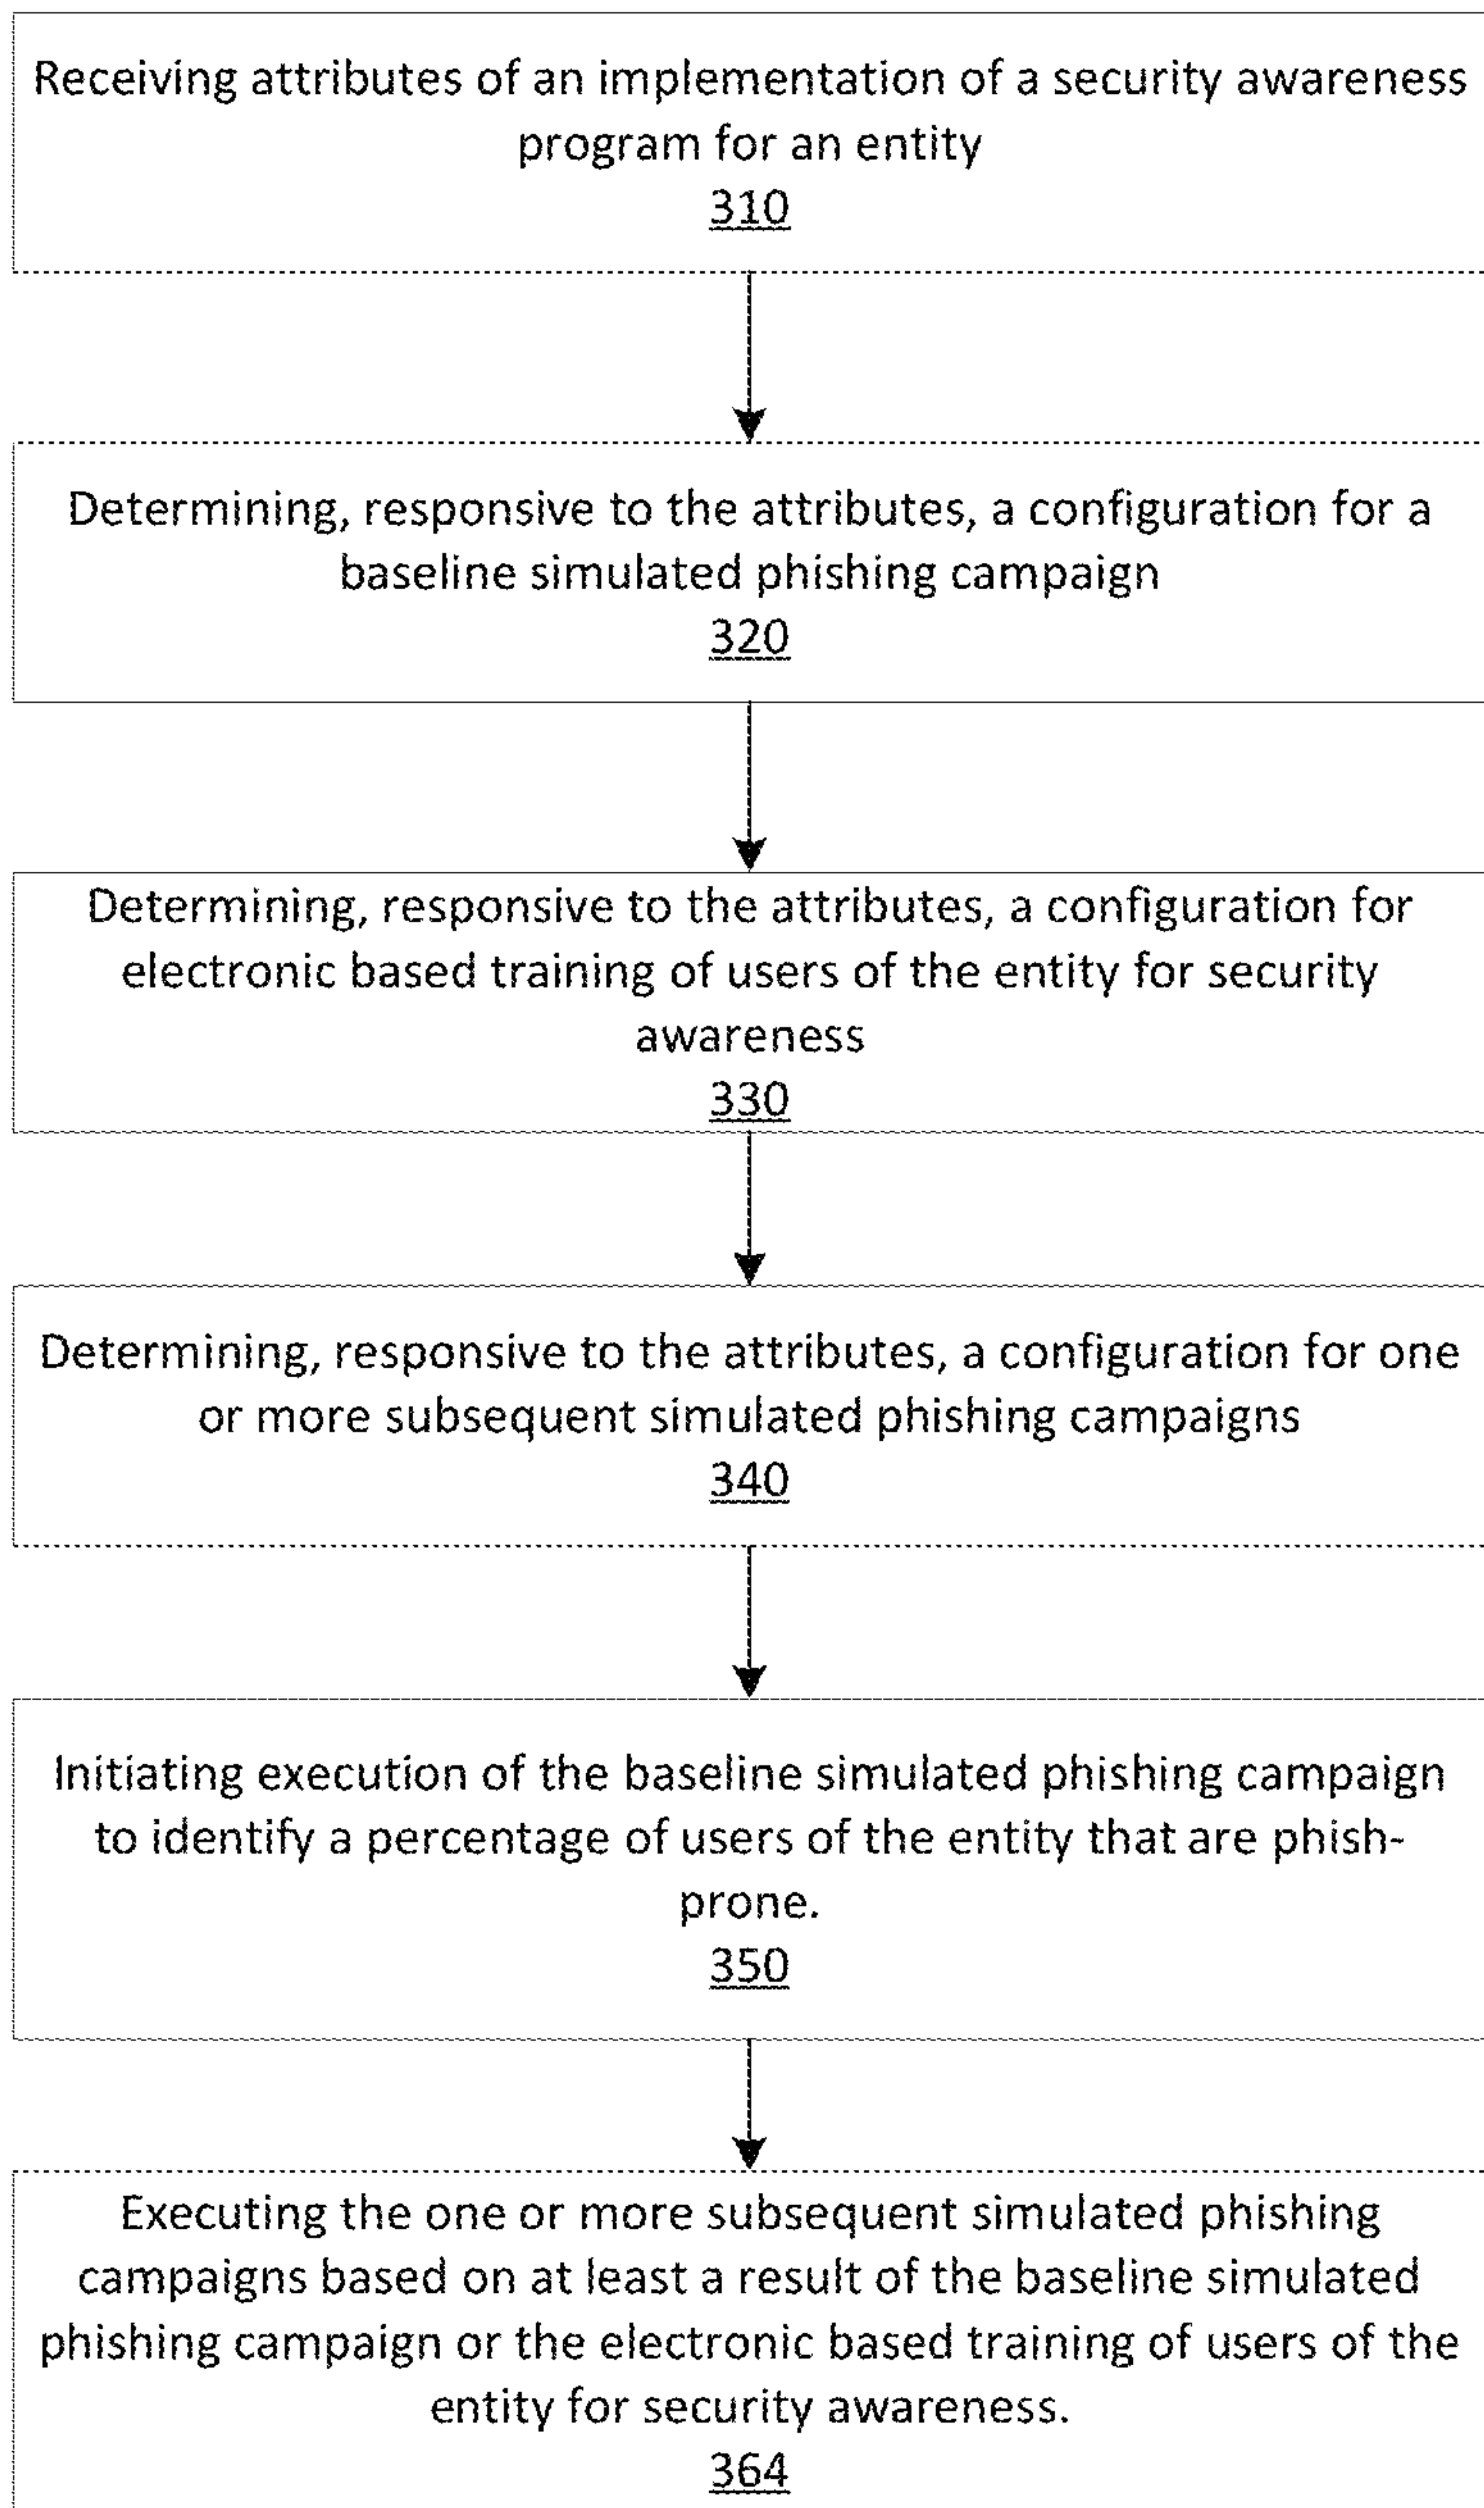 Receiving attributes of an implementation of a security awareness
program for an entity
310
Determining, responsive to the attributes, a configuration for a
baseline simulated phishing campaign
320
Determining, responsive to the attributes, a configuration for
electronic based training of users of the entity for security
awareness
330
Determining, responsive to the attributes, a configuration for one
or more subsequent simulated phishing campaigns
340
Initiating execution of the baseline simulated phishing campaign
to identify a percentage of users of the entity that are phish-
prone.
350
Executing the one or more subsequent simulated phishing
campaigns based on at least a result of the baseline simulated
phishing campaign or the electronic based training of users of the
entity for security awareness.
364